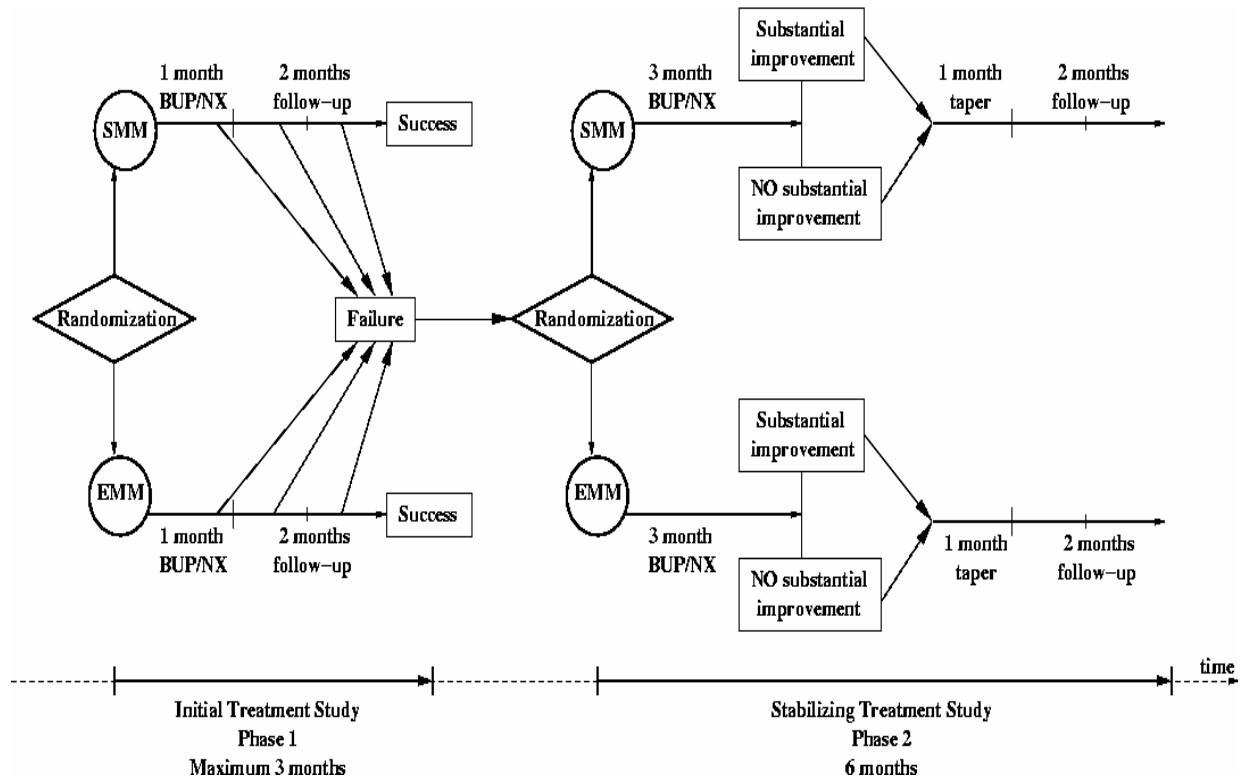 Substantial
improvement
1 month
BUP/NX
2 months
follow-up
3 month
BUP/NX
1 month
taper
2 months
follow-up
SMM
Success
SMM
NO substantial
improvement
Randomization
Failure
Randomization
Substantial
improvement
EMM
Success
EMM
1 month
BUP/NX
2 months
follow-up
3 month
BUP/NX
NO substantial
improvement
1 month
taper
2 months
follow-up
time
Initial Treatment Study
Phase 1
Maximum 3 months
Stabilizing Treatment Study
Phase 2
6 months